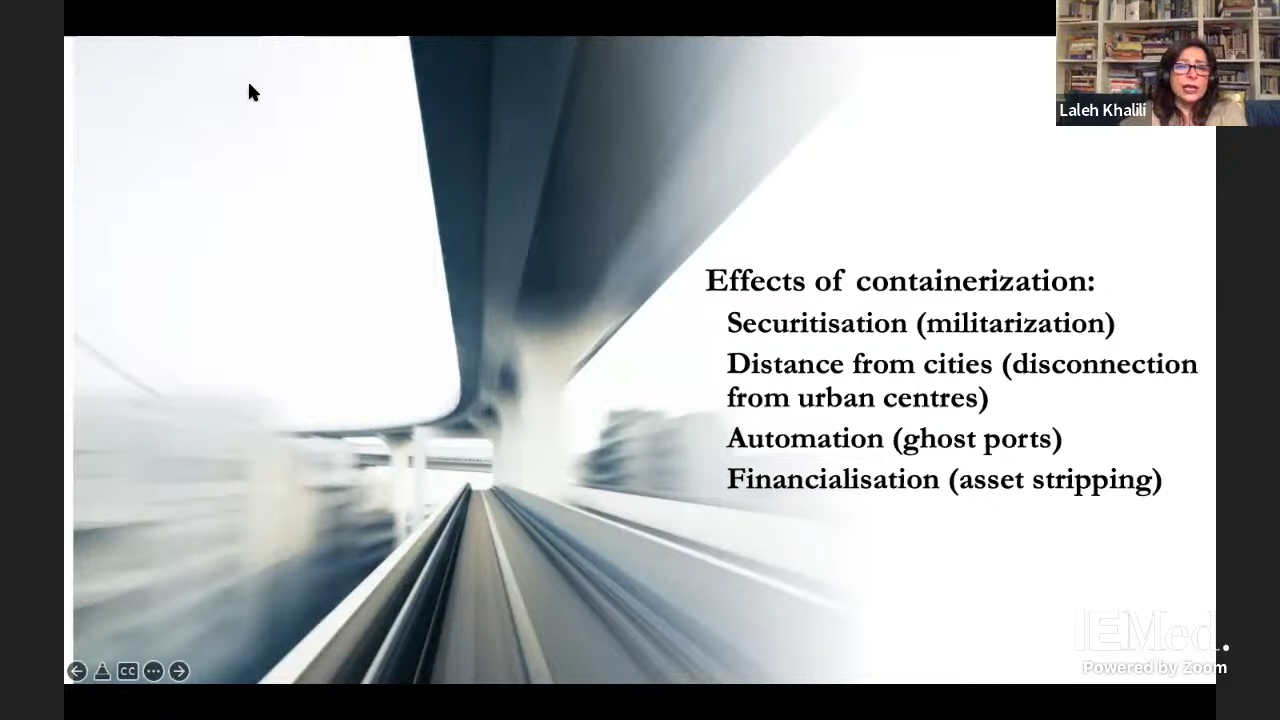 Laleh Khalili
Effects of containerization:
Securitisation (militarization)
Distance from cities (disconnection
from urban centres)
Automation (ghost ports)
Financialisation (asset stripping)
CC
IEMed.
Powered by Zoom